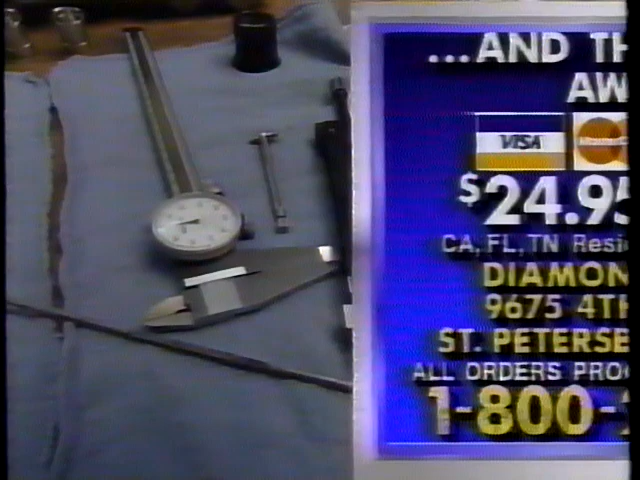 ...AND TH
AW
VISA
$24.95
CA, FL, TN Resi
DIAMON
9675 4TH
ST. PETERSB
ALL ORDERS PRO
1-800-